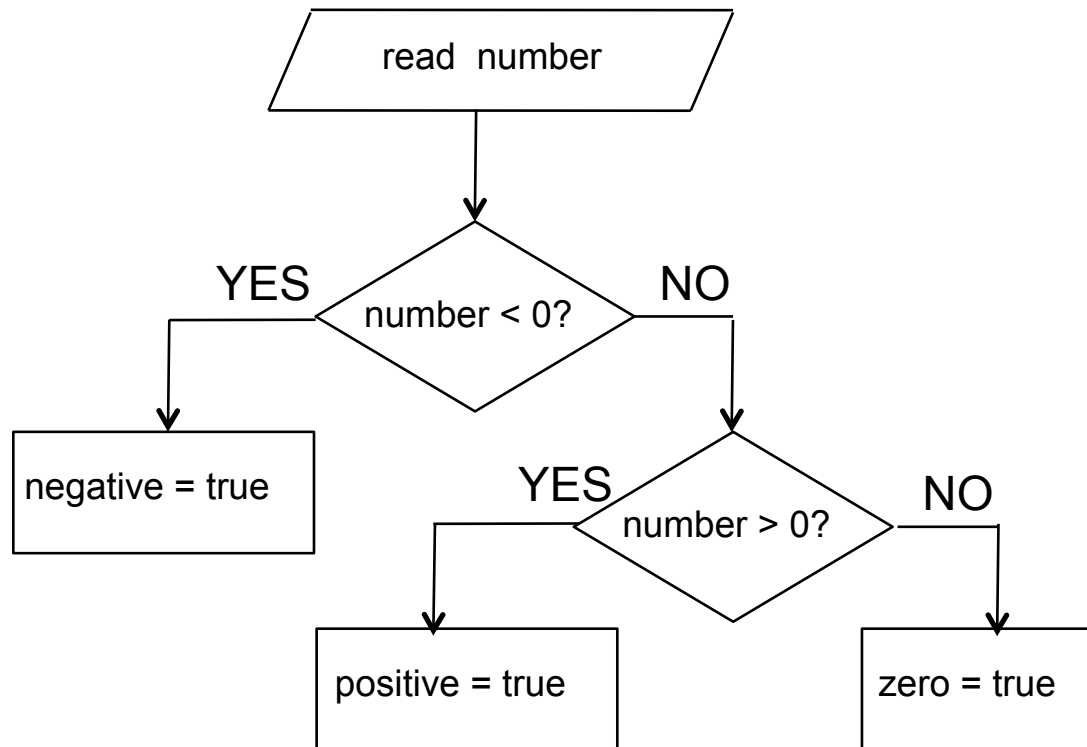 read number
YES
NO
number < 0?
negative = true
YES
NO
number > 0?
positive = true
zero = true